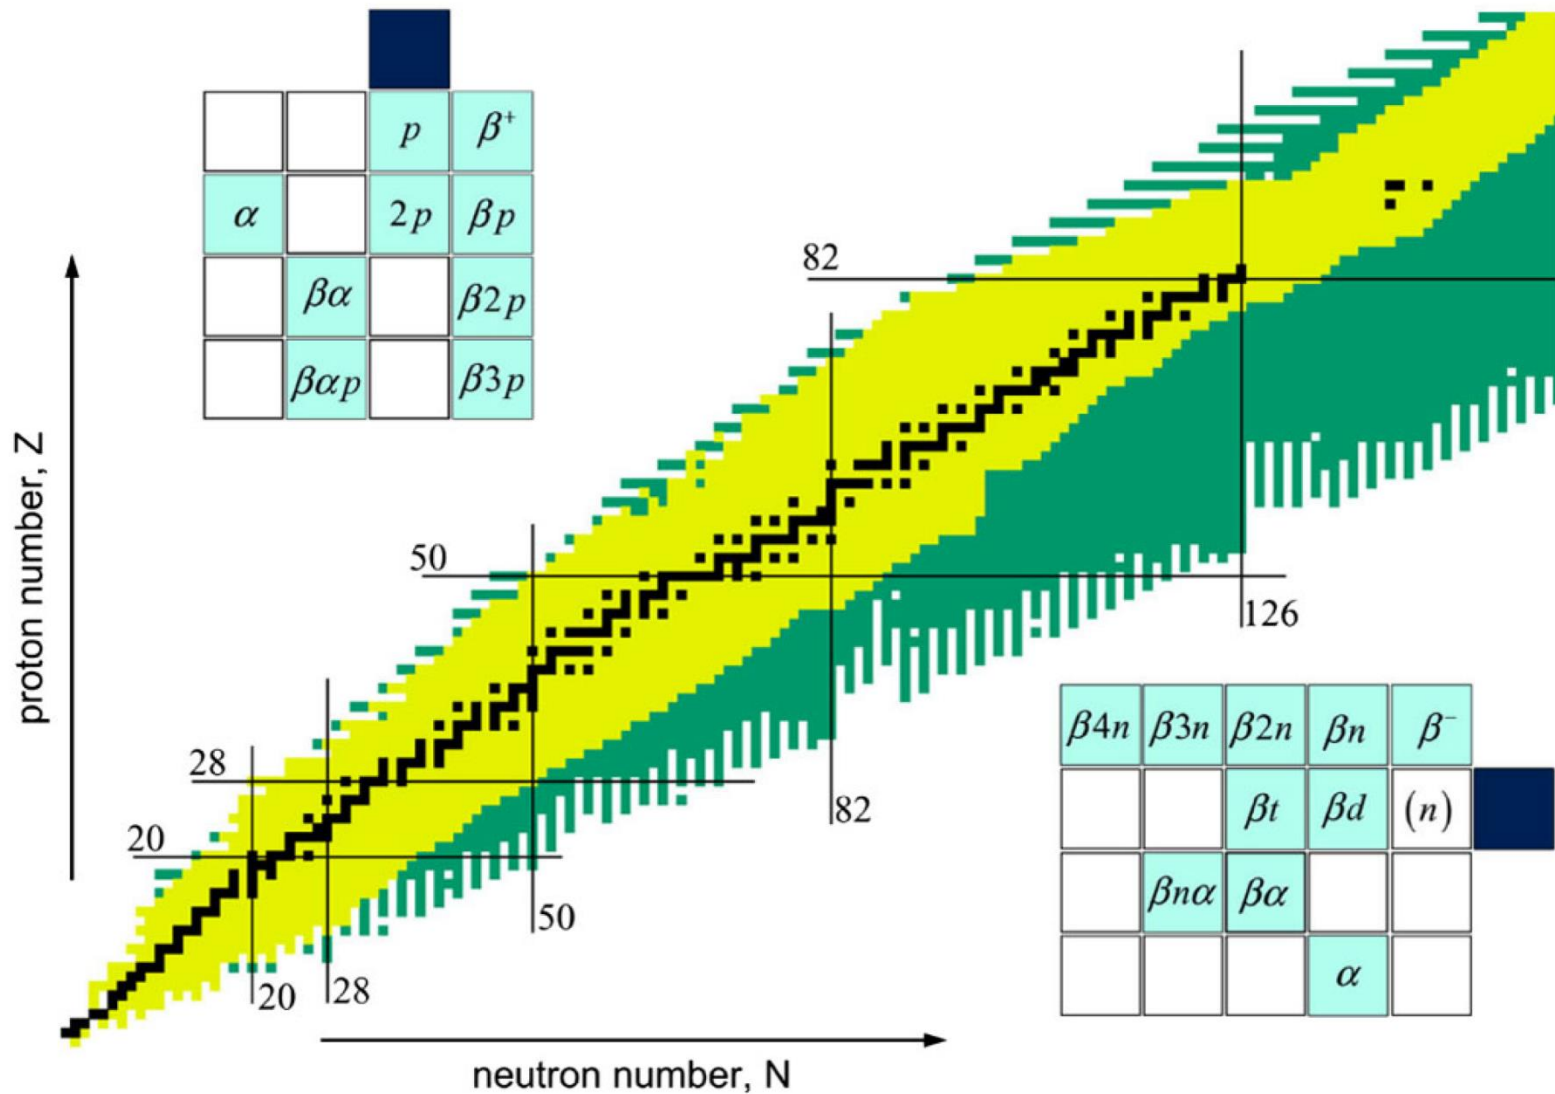 p β⁺
α 2p βp
βα β2p
βαp β3p
82
50
28
20
126
82
50
28
20
proton number, Z
neutron number, N
β4n β3n β2n βn β⁻
βt βd (n)
βnα βα
α